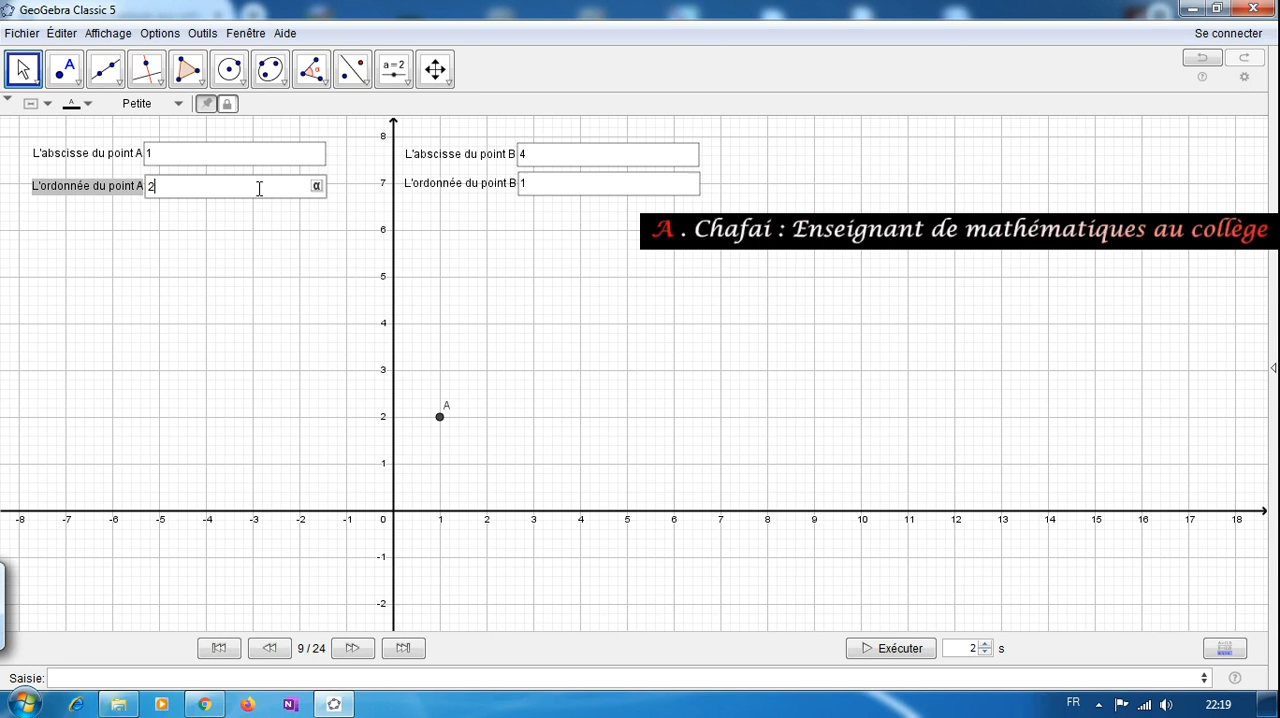 GeoGebra Classic 5
Fichier Éditer Affichage Options Outils Fenêtre Aide Se connecter
A a = 2
A Petite
L'abscisse du point A 1
L'ordonnée du point A 2 α
L'abscisse du point B 4
L'ordonnée du point B 1
A . Chafai : Enseignant de mathématiques au collège
8
7
6
5
4
3
A
2
1
-8 -7 -6 -5 -4 -3 -2 -1 0 1 2 3 4 5 6 7 8 9 10 11 12 13 14 15 16 17 18
-1
-2
9 / 24 Exécuter 2 s
Saisie:
FR 22:19